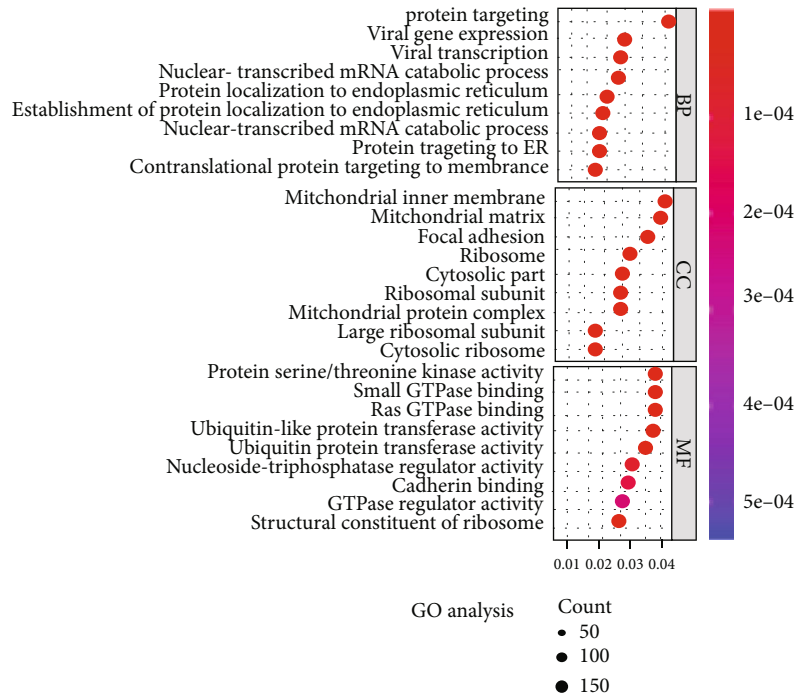 protein targeting
Viral gene expression
Viral transcription
Nuclear- transcribed mRNA catabolic process
Protein localization to endoplasmic reticulum
Establishment of protein localization to endoplasmic reticulum
Nuclear-transcribed mRNA catabolic process
Protein trageting to ER
Contranslational protein targeting to membrance
BP
Mitchondrial inner membrane
Mitchondrial matrix
Focal adhesion
Ribosome
Cytosolic part
Ribosomal subunit
Mitchondrial protein complex
Large ribosomal subunit
Cytosolic ribosome
CC
Protein serine/threonine kinase activity
Small GTPase binding
Ras GTPase binding
Ubiquitin-like protein transferase activity
Ubiquitin protein transferase activity
Nucleoside-triphosphatase regulator activity
Cadherin binding
GTPase regulator activity
Structural constituent of ribosome
MF
0.01 0.02 0.03 0.04
1e−04
2e−04
3e−04
4e−04
5e−04
GO analysis
Count
50
100
150